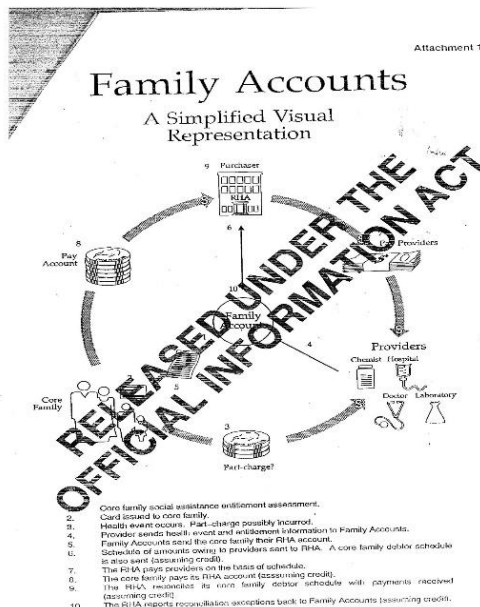 Attachment 1
Family Accounts
A Simplified Visual
Representation
9 Purchaser
RHA
6
8
Pay
Account
Pay Providers
10
Family
Accounts
1
4
5
Providers
Chemist Hospital
Doctor Laboratory
Core
Family
3
Part-charge?
RELEASED UNDER THE
OFFICIAL INFORMATION ACT
Core family social assistance entitlement assessment.
2. Card issued to core family.
3. Health event occurs. Part-charge possibly incurred.
4. Provider sends health event and entitlement information to Family Accounts.
5. Family Accounts send the core family their RHA account.
6. Schedule of amounts owing to providers sent to RHA. A core family debtor schedule
is also sent (assuming credit).
7. The RHA pays providers on the basis of schedule.
8. The core family pays its RHA account (assuming credit).
9. The RHA reconciles its core family debtor schedule with payments received
(assuming credit)
10. The RHA reports reconciliation exceptions back to Family Accounts (assuming credit).